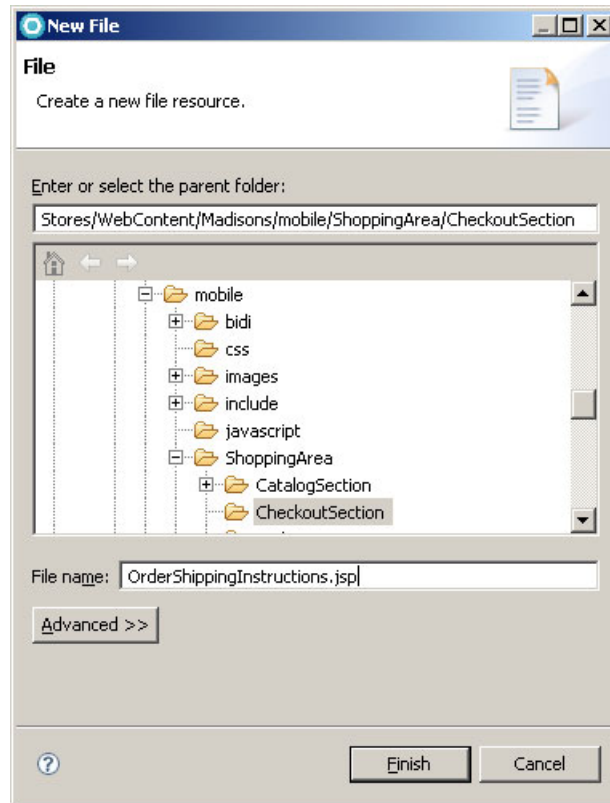 New File
File
Create a new file resource.
Enter or select the parent folder:
Stores/WebContent/Madisons/mobile/ShoppingArea/CheckoutSection
mobile
bidi
css
images
include
javascript
ShoppingArea
CatalogSection
CheckoutSection
File name: OrderShippingInstructions.jsp
Advanced >>
Finish Cancel